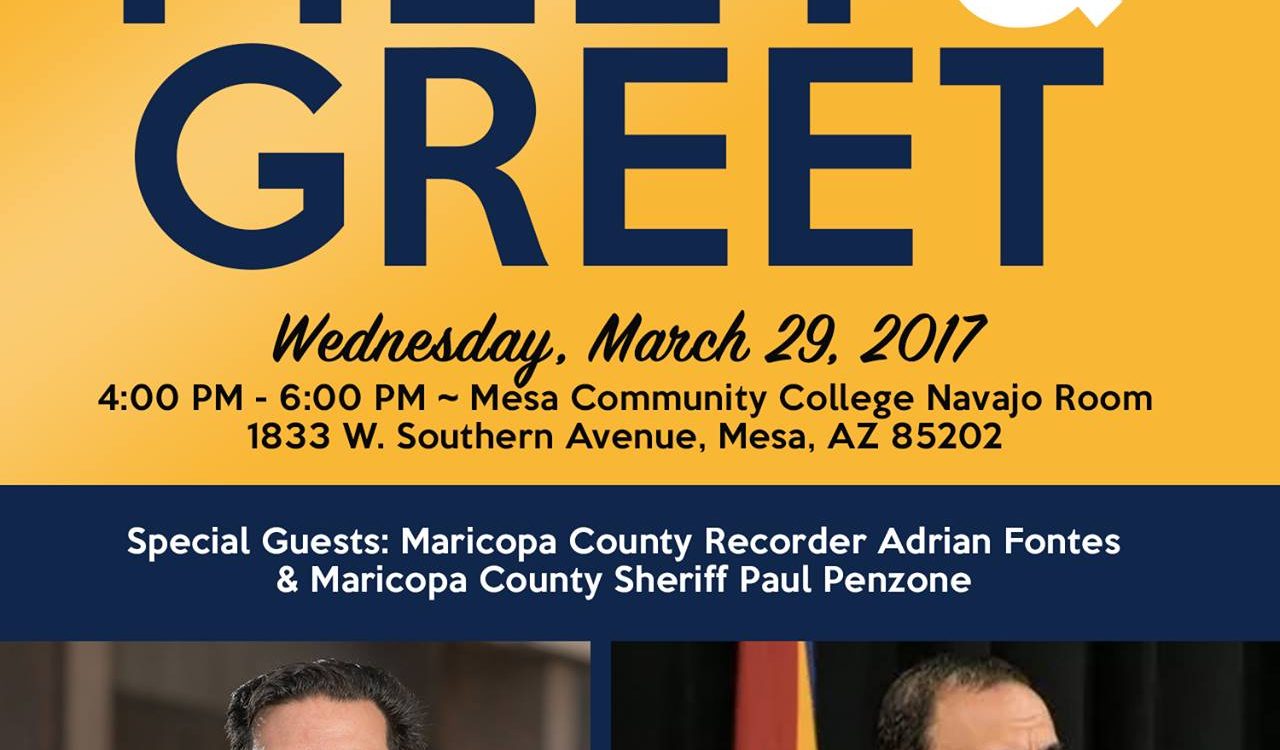 MEET &
GREET
Wednesday, March 29, 2017
4:00 PM - 6:00 PM ~ Mesa Community College Navajo Room
1833 W. Southern Avenue, Mesa, AZ 85202
Special Guests: Maricopa County Recorder Adrian Fontes
& Maricopa County Sheriff Paul Penzone